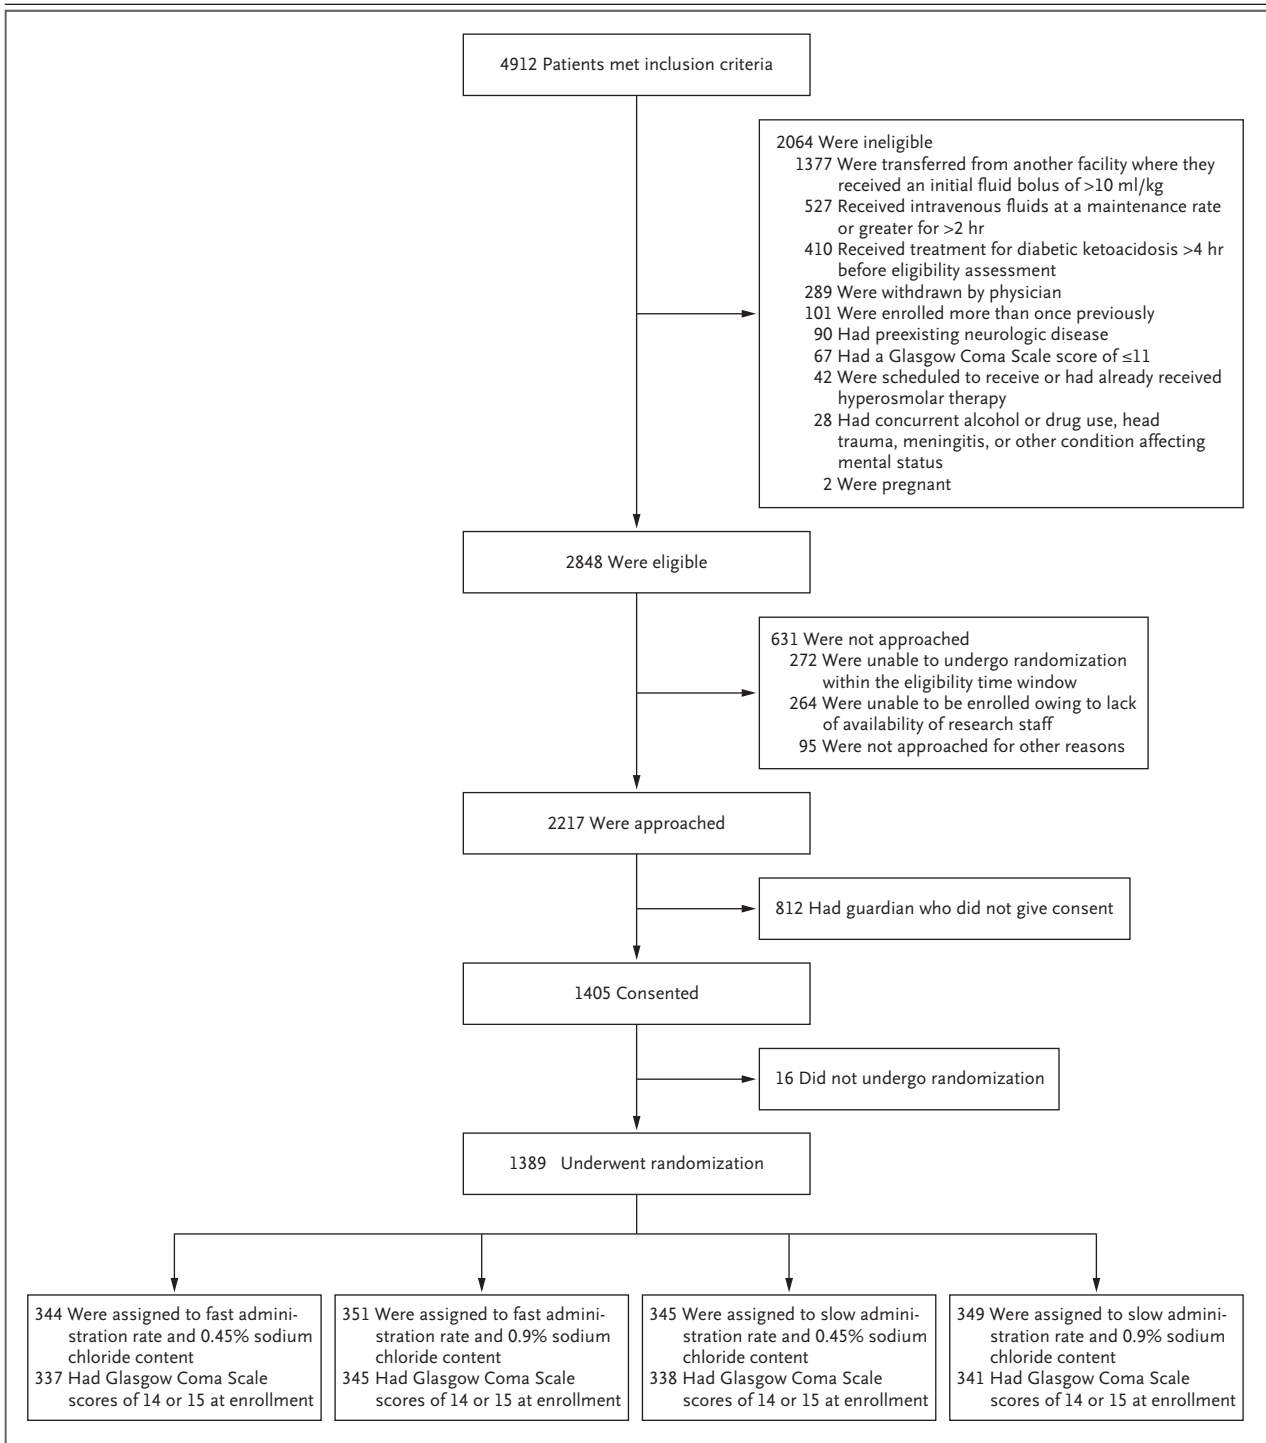 4912 Patients met inclusion criteria
2064 Were ineligible
1377 Were transferred from another facility where they
received an initial fluid bolus of >10 ml/kg
527 Received intravenous fluids at a maintenance rate
or greater for >2 hr
410 Received treatment for diabetic ketoacidosis >4 hr
before eligibility assessment
289 Were withdrawn by physician
101 Were enrolled more than once previously
90 Had preexisting neurologic disease
67 Had a Glasgow Coma Scale score of ≤11
42 Were scheduled to receive or had already received
hyperosmolar therapy
28 Had concurrent alcohol or drug use, head
trauma, meningitis, or other condition affecting
mental status
2 Were pregnant
2848 Were eligible
631 Were not approached
272 Were unable to undergo randomization
within the eligibility time window
264 Were unable to be enrolled owing to lack
of availability of research staff
95 Were not approached for other reasons
2217 Were approached
812 Had guardian who did not give consent
1405 Consented
16 Did not undergo randomization
1389 Underwent randomization
344 Were assigned to fast admini-
stration rate and 0.45% sodium
chloride content
337 Had Glasgow Coma Scale
scores of 14 or 15 at enrollment
351 Were assigned to fast admini-
stration rate and 0.9% sodium
chloride content
345 Had Glasgow Coma Scale
scores of 14 or 15 at enrollment
345 Were assigned to slow admini-
stration rate and 0.45% sodium
chloride content
338 Had Glasgow Coma Scale
scores of 14 or 15 at enrollment
349 Were assigned to slow admini-
stration rate and 0.9% sodium
chloride content
341 Had Glasgow Coma Scale
scores of 14 or 15 at enrollment